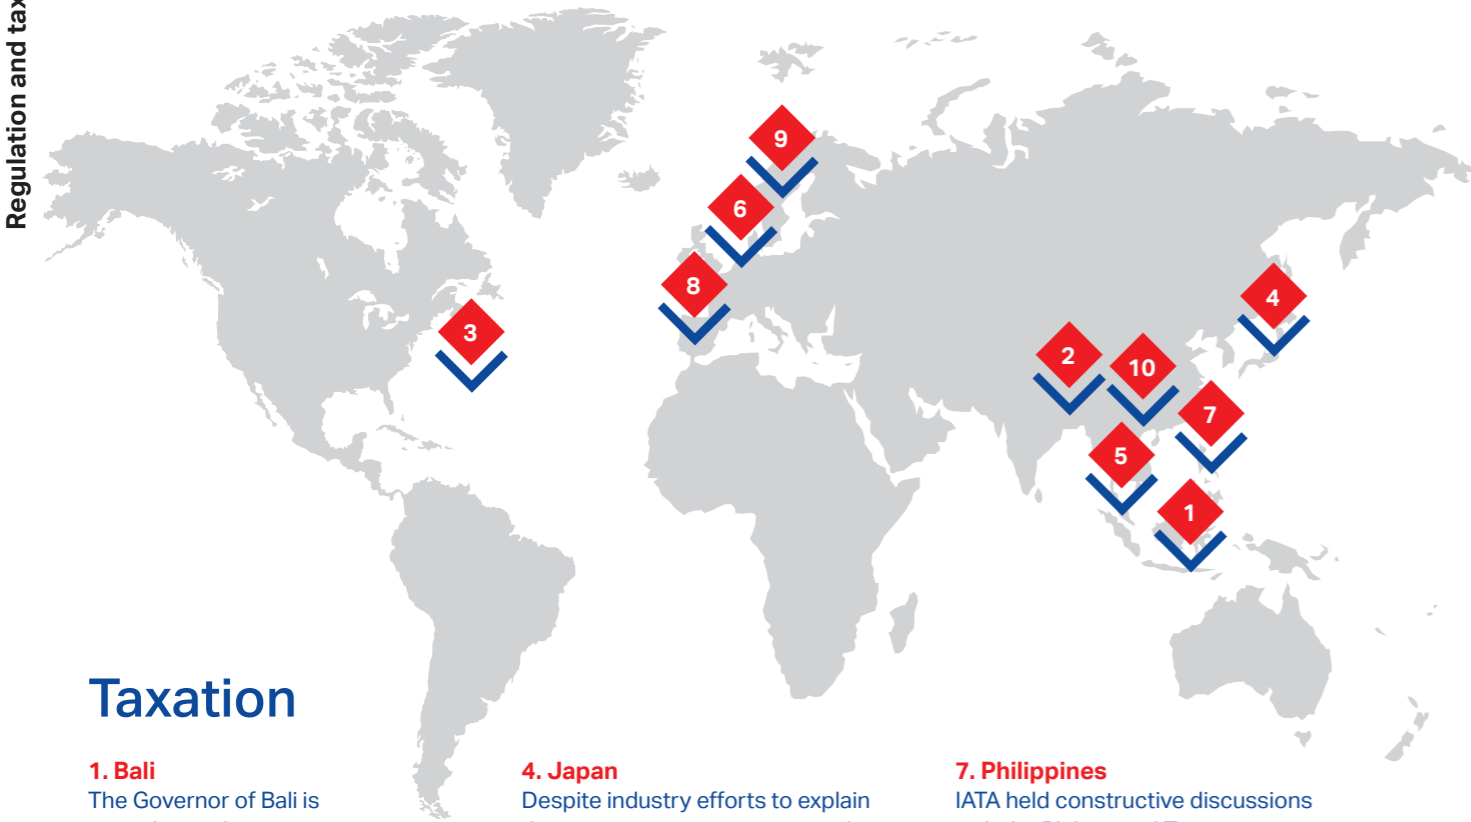 Regulation and tax
9
6
8
4
3
2
10
7
5
1
Taxation
1. Bali
The Governor of Bali is
4. Japan
Despite industry efforts to explain
7. Philippines
IATA held constructive discussions